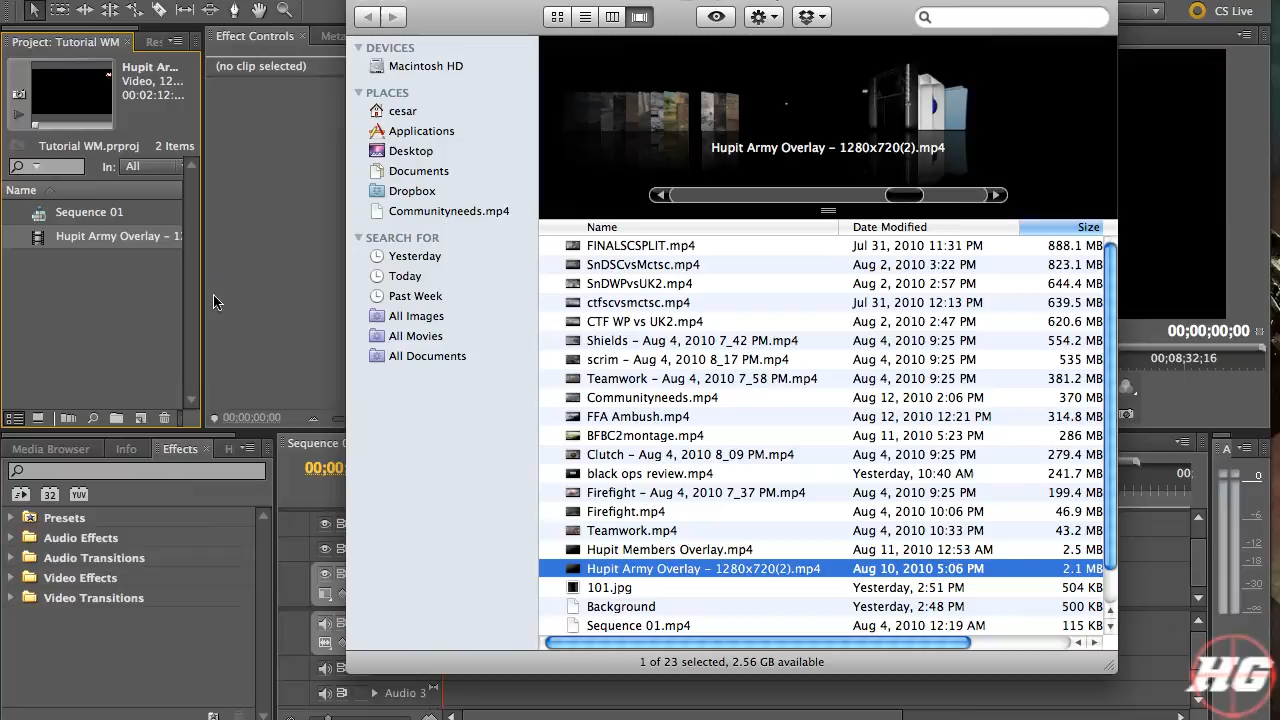 CS Live
Project: Tutorial WM
Res
Effect Controls
Meta
Hupit Ar...
Video, 12...
00:02:12:...
(no clip selected)
Tutorial WM.prproj
2 Items
In: All
Name
Sequence 01
Hupit Army Overlay - 1
00;00;00;00
DEVICES
Macintosh HD
PLACES
cesar
Applications
Desktop
Documents
Dropbox
Communityneeds.mp4
SEARCH FOR
Yesterday
Today
Past Week
All Images
All Movies
All Documents
Hupit Army Overlay – 1280x720(2).mp4
Name Date Modified Size
FINALSCSPLIT.mp4 Jul 31, 2010 11:31 PM 888.1 MB
SnDSCvsMctsc.mp4 Aug 2, 2010 3:22 PM 823.1 MB
SnDWPvsUK2.mp4 Aug 2, 2010 2:57 PM 644.4 MB
ctfscvsmctsc.mp4 Jul 31, 2010 12:13 PM 639.5 MB
CTF WP vs UK2.mp4 Aug 2, 2010 2:47 PM 620.6 MB
Shields – Aug 4, 2010 7_42 PM.mp4 Aug 4, 2010 9:25 PM 554.2 MB
scrim – Aug 4, 2010 8_17 PM.mp4 Aug 4, 2010 9:25 PM 535 MB
Teamwork – Aug 4, 2010 7_58 PM.mp4 Aug 4, 2010 9:25 PM 381.2 MB
Communityneeds.mp4 Aug 12, 2010 2:06 PM 370 MB
FFA Ambush.mp4 Aug 12, 2010 12:21 PM 314.8 MB
BFBC2montage.mp4 Aug 11, 2010 5:23 PM 286 MB
Clutch – Aug 4, 2010 8_09 PM.mp4 Aug 4, 2010 9:25 PM 279.4 MB
black ops review.mp4 Yesterday, 10:40 AM 241.7 MB
Firefight – Aug 4, 2010 7_37 PM.mp4 Aug 4, 2010 9:25 PM 199.4 MB
Firefight.mp4 Aug 4, 2010 10:06 PM 46.9 MB
Teamwork.mp4 Aug 4, 2010 10:33 PM 43.2 MB
Hupit Members Overlay.mp4 Aug 11, 2010 12:53 AM 2.5 MB
Hupit Army Overlay – 1280x720(2).mp4 Aug 10, 2010 5:06 PM 2.1 MB
101.jpg Yesterday, 2:51 PM 504 KB
Background Yesterday, 2:48 PM 500 KB
Sequence 01.mp4 Aug 4, 2010 12:19 AM 115 KB
1 of 23 selected, 2.56 GB available
00;00;00;00
00;08;32;16
Media Browser
Info
Effects
H
Sequence 0
00;00
00;
32
YUV
Presets
Audio Effects
Audio Transitions
Video Effects
Video Transitions
Audio 3
A
0
-6
-12
-18
-30
HG